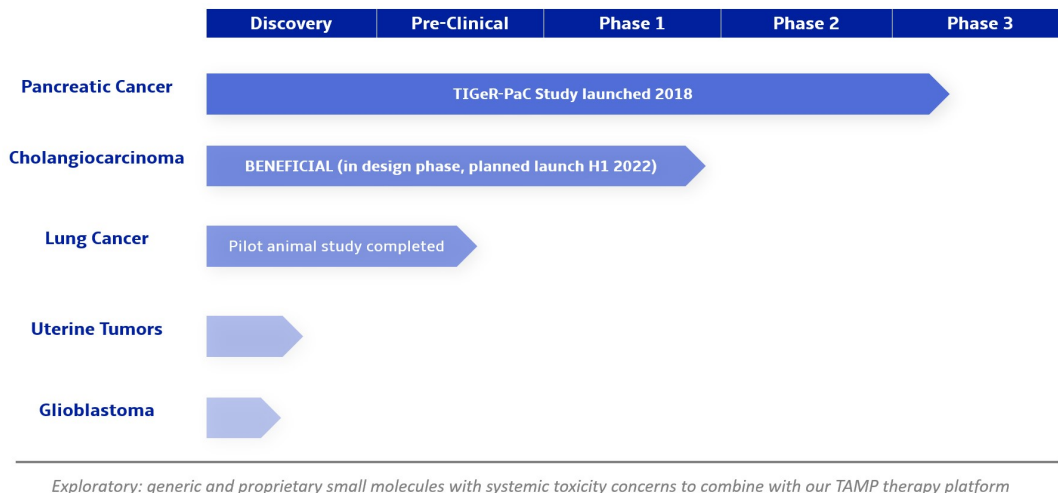 Discovery Pre-Clinical Phase 1 Phase 2 Phase 3
Pancreatic Cancer TIGeR-PaC Study launched 2018
Cholangiocarcinoma BENEFICIAL (in design phase, planned launch H1 2022)
Lung Cancer Pilot animal study completed
Uterine Tumors
Glioblastoma
Exploratory: generic and proprietary small molecules with systemic toxicity concerns to combine with our TAMP therapy platform